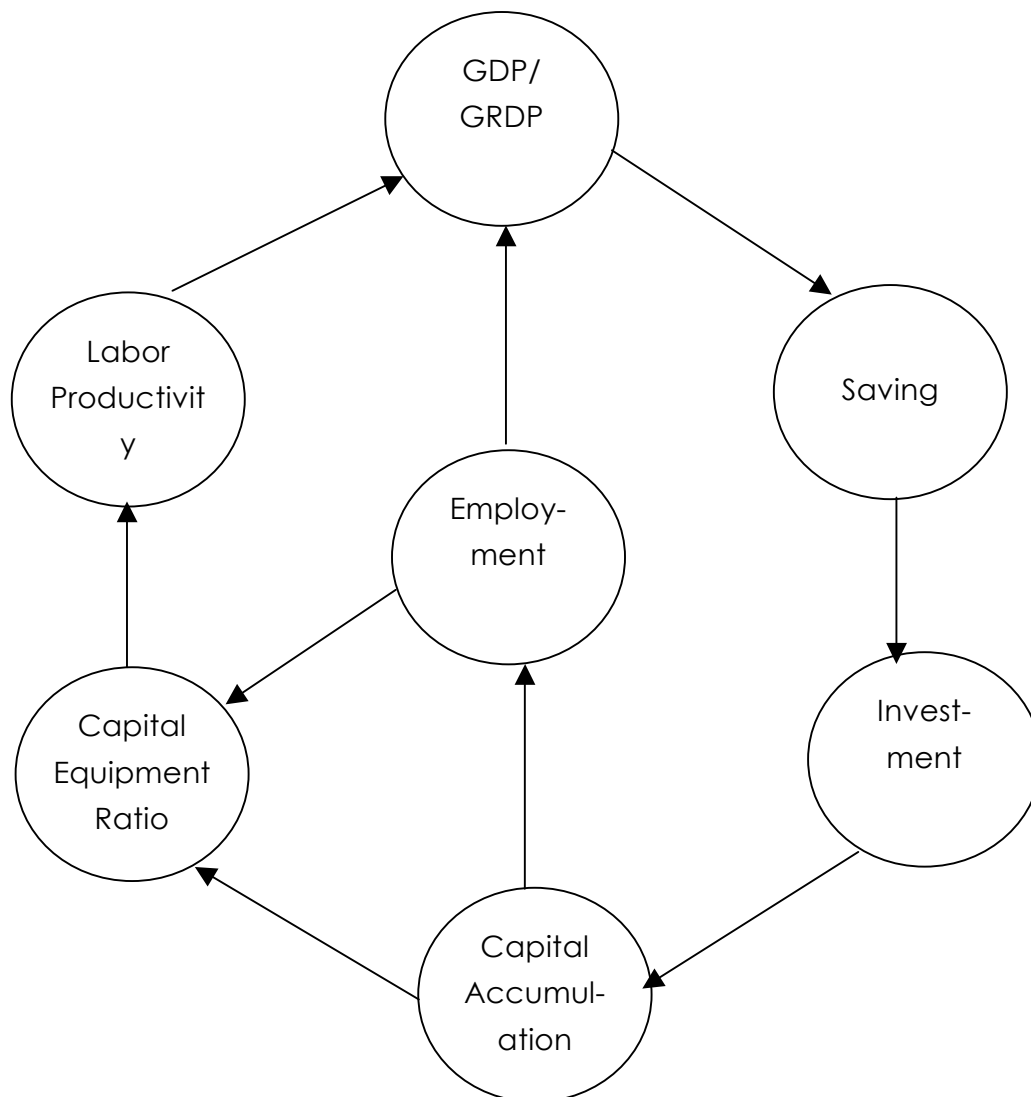 GDP/
GRDP
Labor
Productivit
y
Saving
Employ-
ment
Capital
Equipment
Ratio
Invest-
ment
Capital
Accumul-
ation